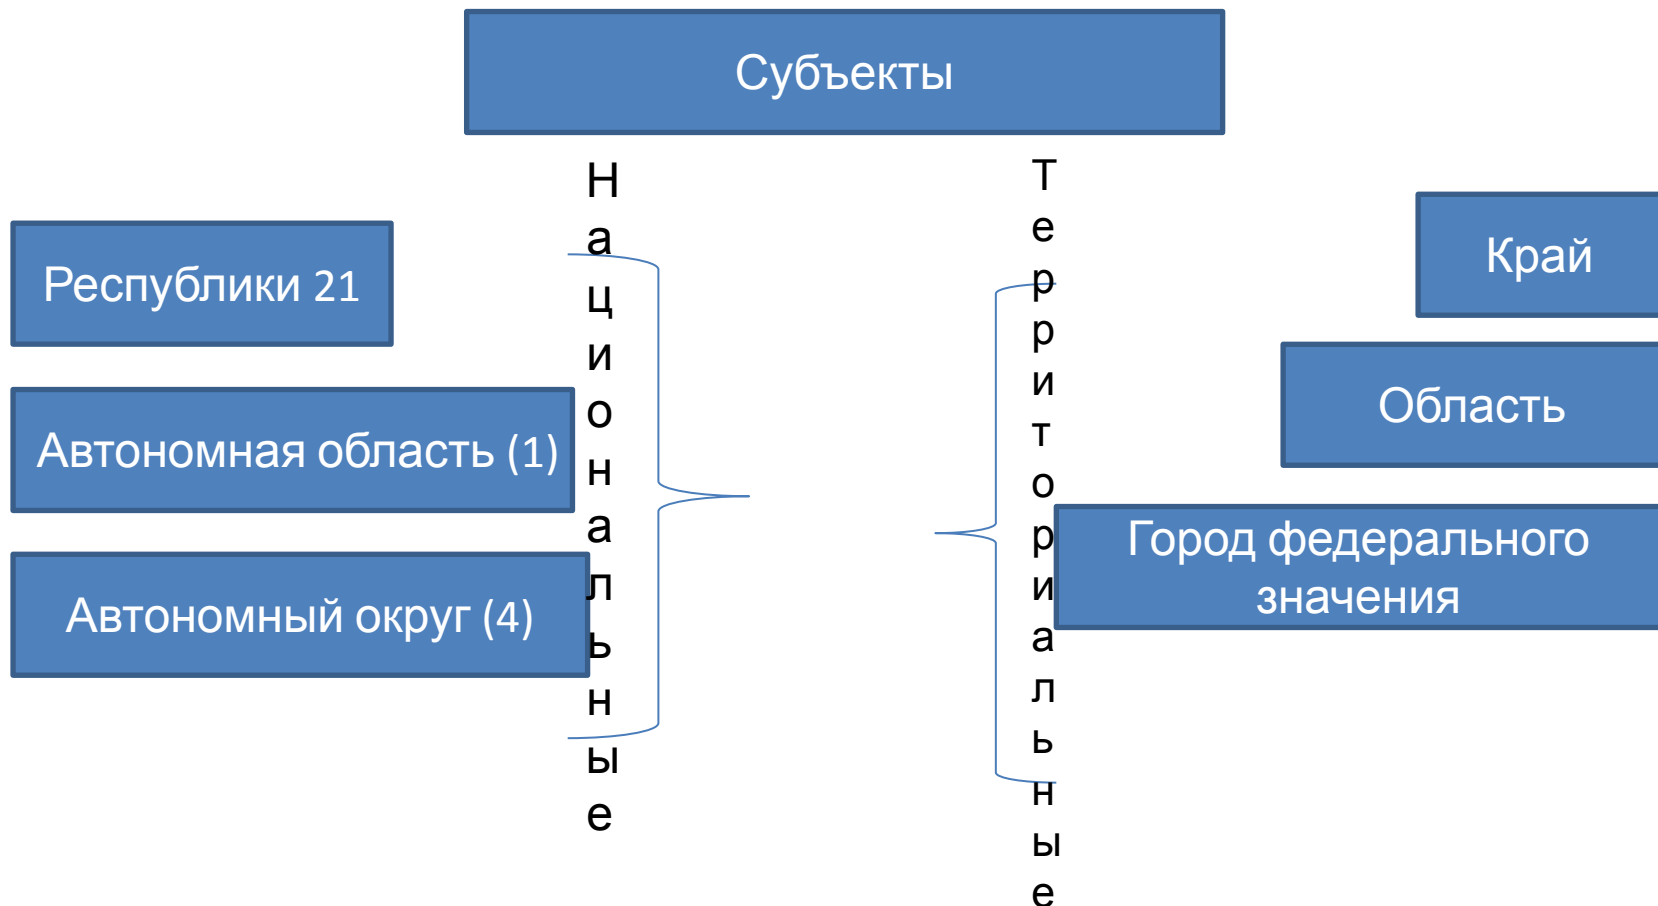 Субъекты
Национальные
Территориальные
Республики 21
Автономная область (1)
Автономный округ (4)
Край
Область
Город федерального
значения